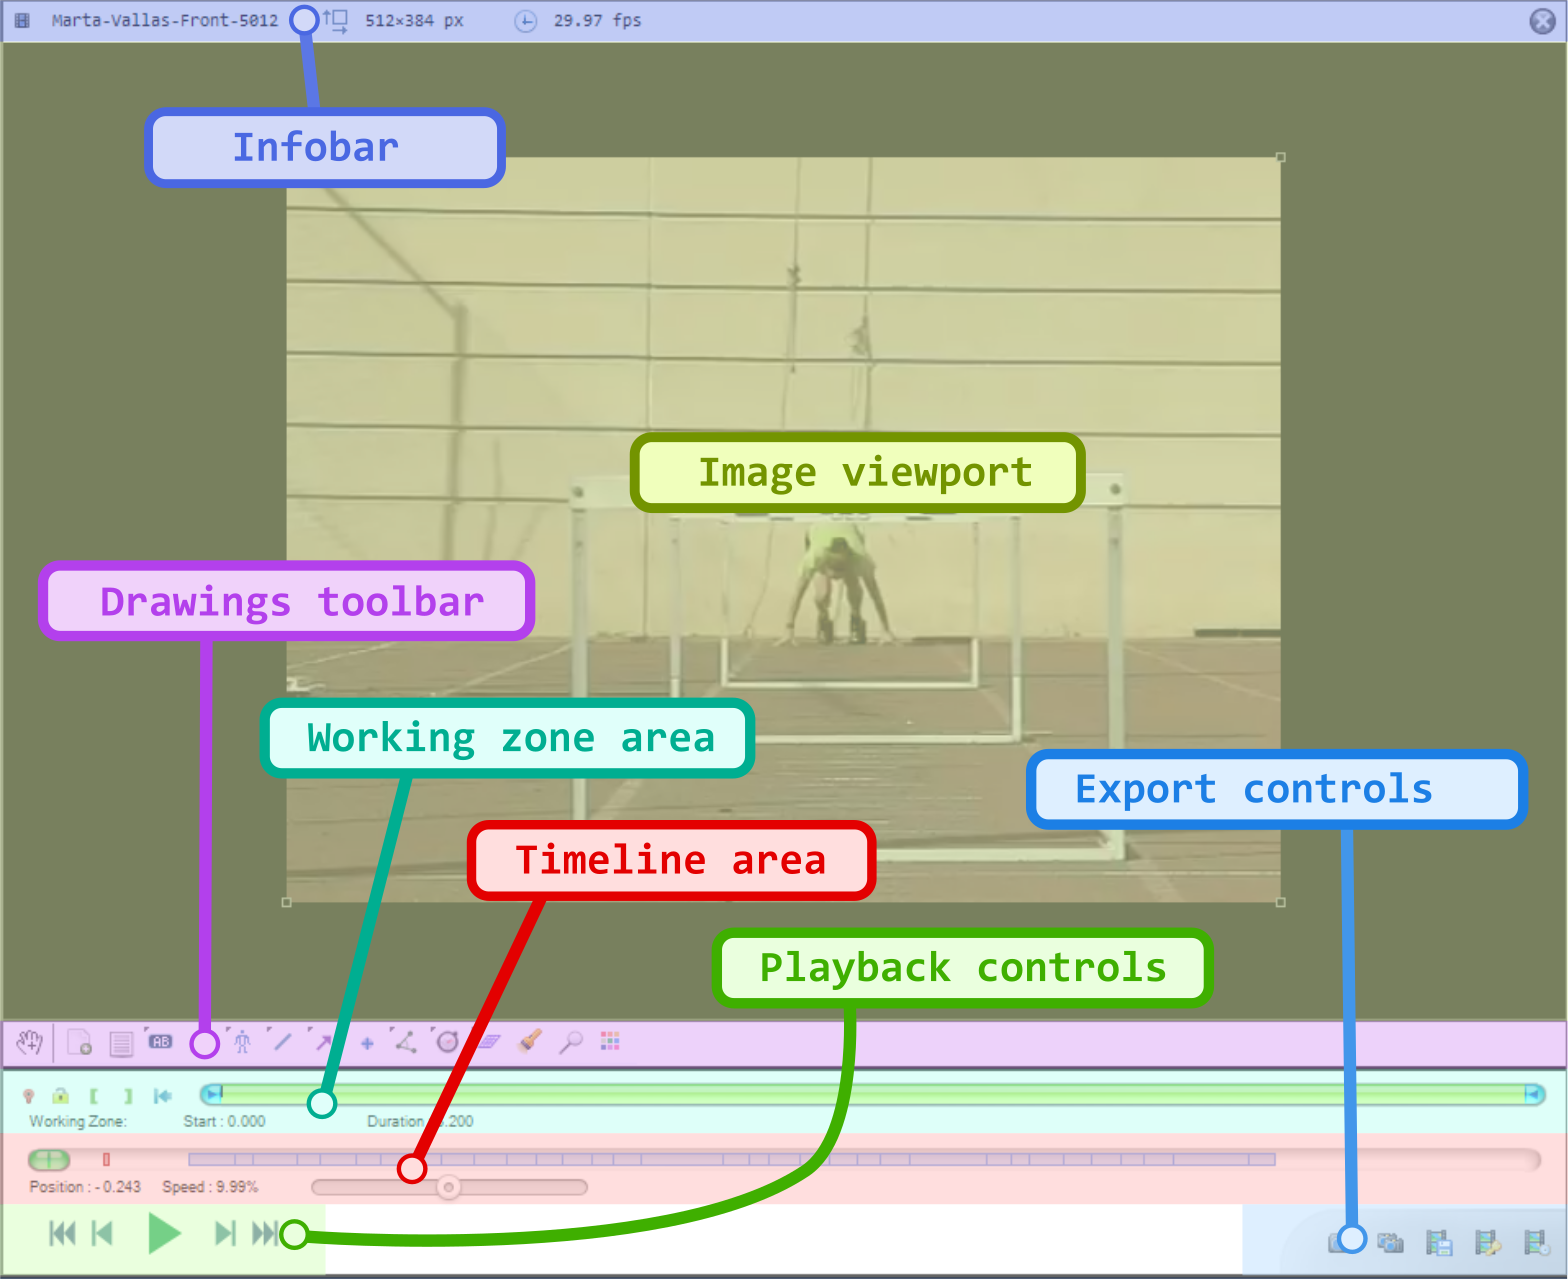 Marta-Vallas-Front-5012 512×384 px 29.97 fps
Infobar
Image viewport
Drawings toolbar
Working zone area
Export controls
Timeline area
Playback controls
AB
Working Zone: Start : 0.000 Duration .200
Position : - 0.243 Speed : 9.99%